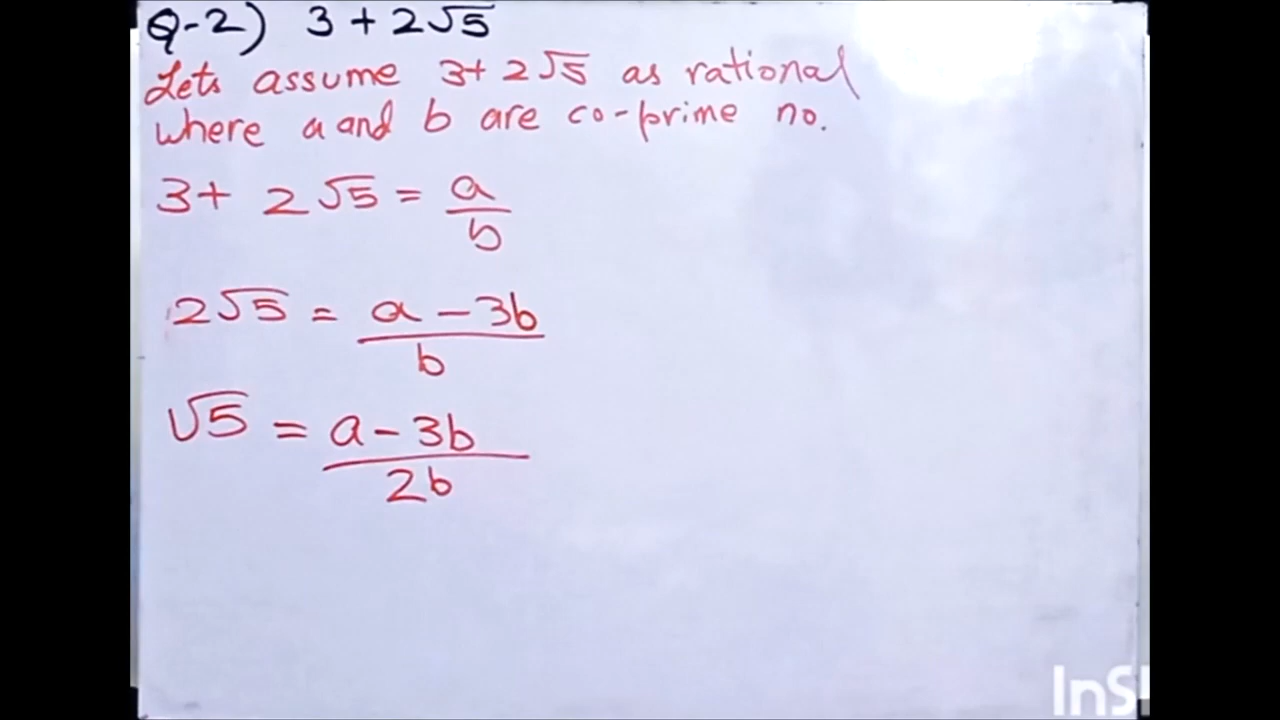 Q-2) 3 + 2√5
Lets assume 3+ 2√5 as rational
where a and b are co-prime no.
3+ 2√5 = a/b
2√5 = a - 3b/b
√5 = a - 3b/2b
InS